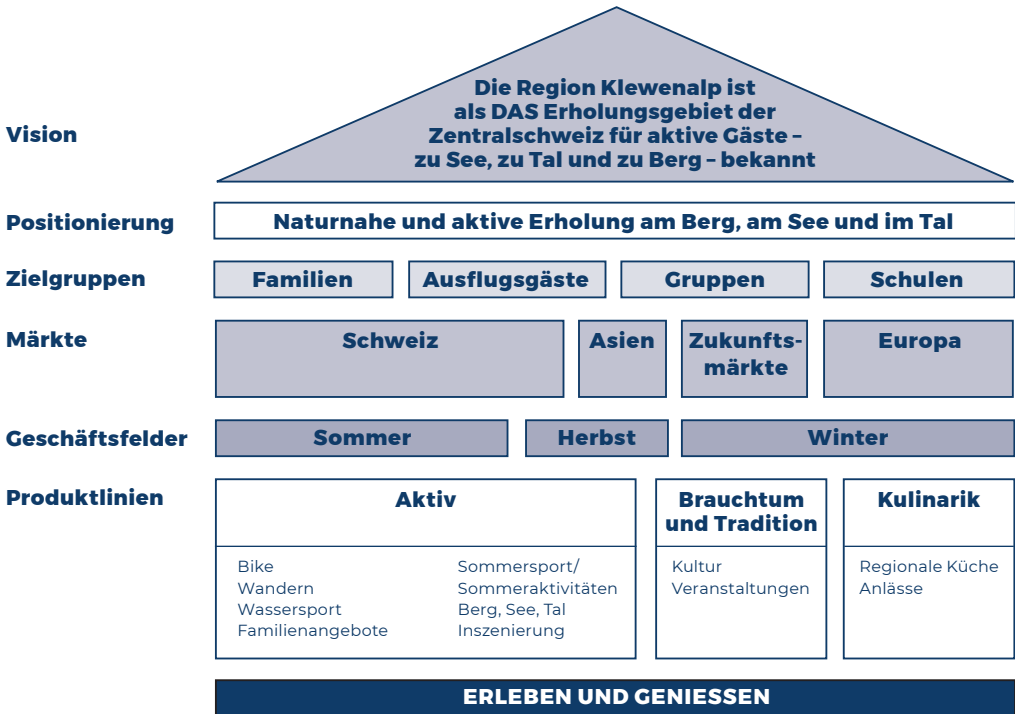 Vision
Die Region Klewenalp ist
als DAS Erholungsgebiet der
Zentralschweiz für aktive Gäste –
zu See, zu Tal und zu Berg – bekannt
Positionierung
Naturnahe und aktive Erholung am Berg, am See und im Tal
Zielgruppen
Familien
Ausflugsgäste
Gruppen
Schulen
Märkte
Schweiz
Asien
Zukunfts-
märkte
Europa
Geschäftsfelder
Sommer
Herbst
Winter
Produktlinien
Aktiv
Bike
Wandern
Wassersport
Familienangebote
Sommersport/
Sommeraktivitäten
Berg, See, Tal
Inszenierung
Brauchtum
und Tradition
Kultur
Veranstaltungen
Kulinarik
Regionale Küche
Anlässe
ERLEBEN UND GENIESSEN